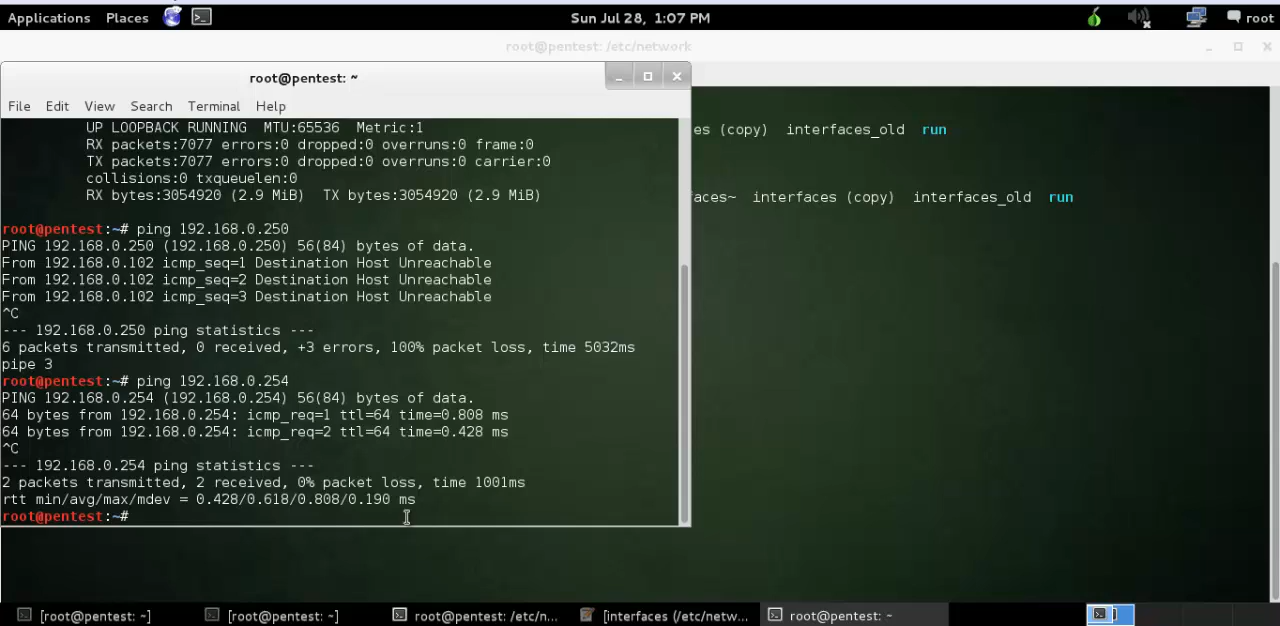 Applications Places Sun Jul 28, 1:07 PM root
root@pentest: /etc/network
root@pentest: ~
File Edit View Search Terminal Help
UP LOOPBACK RUNNING MTU:65536 Metric:1
RX packets:7077 errors:0 dropped:0 overruns:0 frame:0
TX packets:7077 errors:0 dropped:0 overruns:0 carrier:0
collisions:0 txqueuelen:0
RX bytes:3054920 (2.9 MiB) TX bytes:3054920 (2.9 MiB)
es (copy) interfaces_old run
aces~ interfaces (copy) interfaces_old run
root@pentest:~# ping 192.168.0.250
PING 192.168.0.250 (192.168.0.250) 56(84) bytes of data.
From 192.168.0.102 icmp_seq=1 Destination Host Unreachable
From 192.168.0.102 icmp_seq=2 Destination Host Unreachable
From 192.168.0.102 icmp_seq=3 Destination Host Unreachable
^C
--- 192.168.0.250 ping statistics ---
6 packets transmitted, 0 received, +3 errors, 100% packet loss, time 5032ms
pipe 3
root@pentest:~# ping 192.168.0.254
PING 192.168.0.254 (192.168.0.254) 56(84) bytes of data.
64 bytes from 192.168.0.254: icmp_req=1 ttl=64 time=0.808 ms
64 bytes from 192.168.0.254: icmp_req=2 ttl=64 time=0.428 ms
^C
--- 192.168.0.254 ping statistics ---
2 packets transmitted, 2 received, 0% packet loss, time 1001ms
rtt min/avg/max/mdev = 0.428/0.618/0.808/0.190 ms
root@pentest:~#
[root@pentest: ~] [root@pentest: ~] root@pentest: /etc/n... [interfaces (/etc/netw... root@pentest: ~